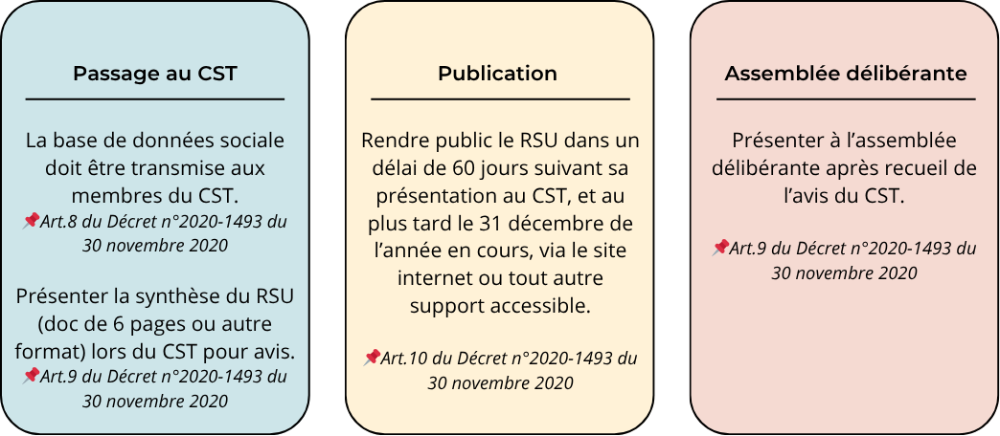 Passage au CST
La base de données sociale
doit être transmise aux
membres du CST.
📌Art.8 du Décret n°2020-1493 du
30 novembre 2020
Présenter la synthèse du RSU
(doc de 6 pages ou autre
format) lors du CST pour avis.
📌Art.9 du Décret n°2020-1493 du
30 novembre 2020
Publication
Rendre public le RSU dans un
délai de 60 jours suivant sa
présentation au CST, et au
plus tard le 31 décembre de
l’année en cours, via le site
internet ou tout autre
support accessible.
📌Art.10 du Décret n°2020-1493 du
30 novembre 2020
Assemblée délibérante
Présenter à l’assemblée
délibérante après recueil de
l’avis du CST.
📌Art.9 du Décret n°2020-1493 du
30 novembre 2020